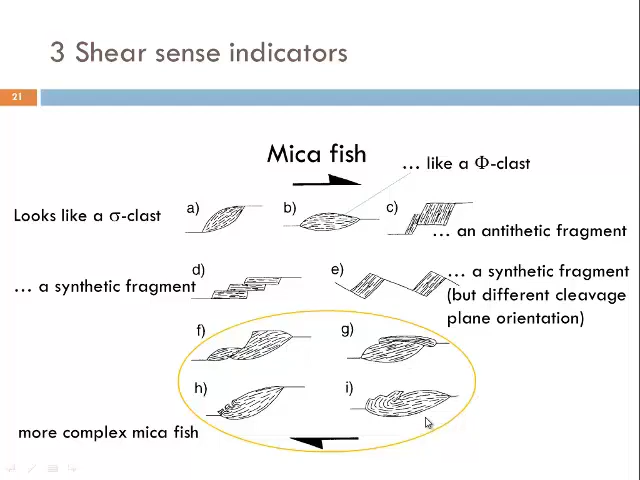 3 Shear sense indicators
21
Mica fish
... like a Φ-clast
Looks like a σ-clast
a)
b)
c)
... an antithetic fragment
d)
e)
... a synthetic fragment
... a synthetic fragment
(but different cleavage
plane orientation)
f)
g)
h)
i)
more complex mica fish